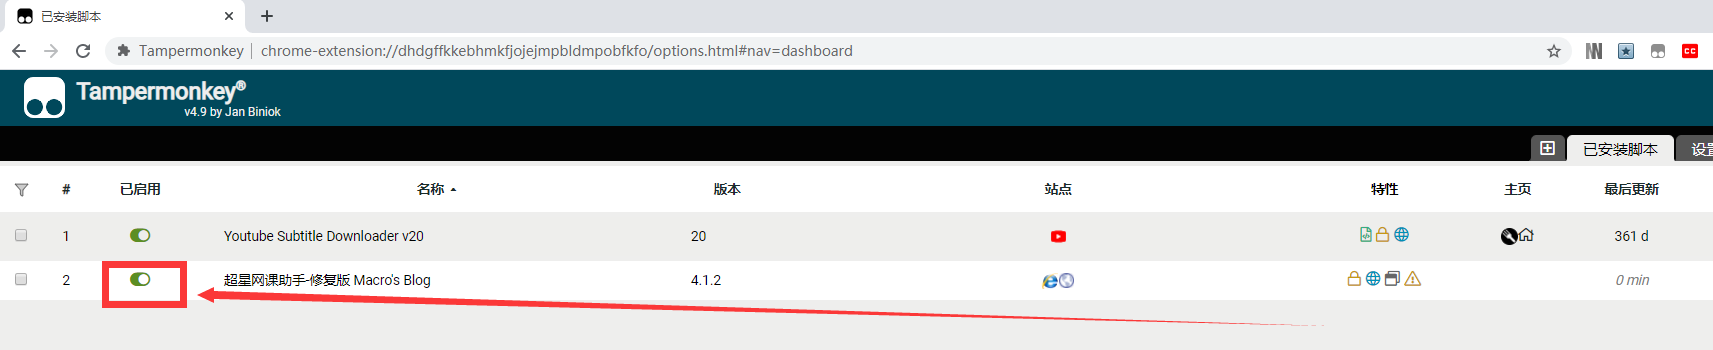 已安装脚本
Tampermonkey | chrome-extension://dhdgffkkebhmkfjojejmpbldmpobfkfo/options.html#nav=dashboard
CC
Tampermonkey®
v4.9 by Jan Biniok
已安装脚本 设置
# 已启用 名称 版本 站点 特性 主页 最后更新
1 Youtube Subtitle Downloader v20 20 361 d
2 超星网课助手-修复版 Macro's Blog 4.1.2 0 min